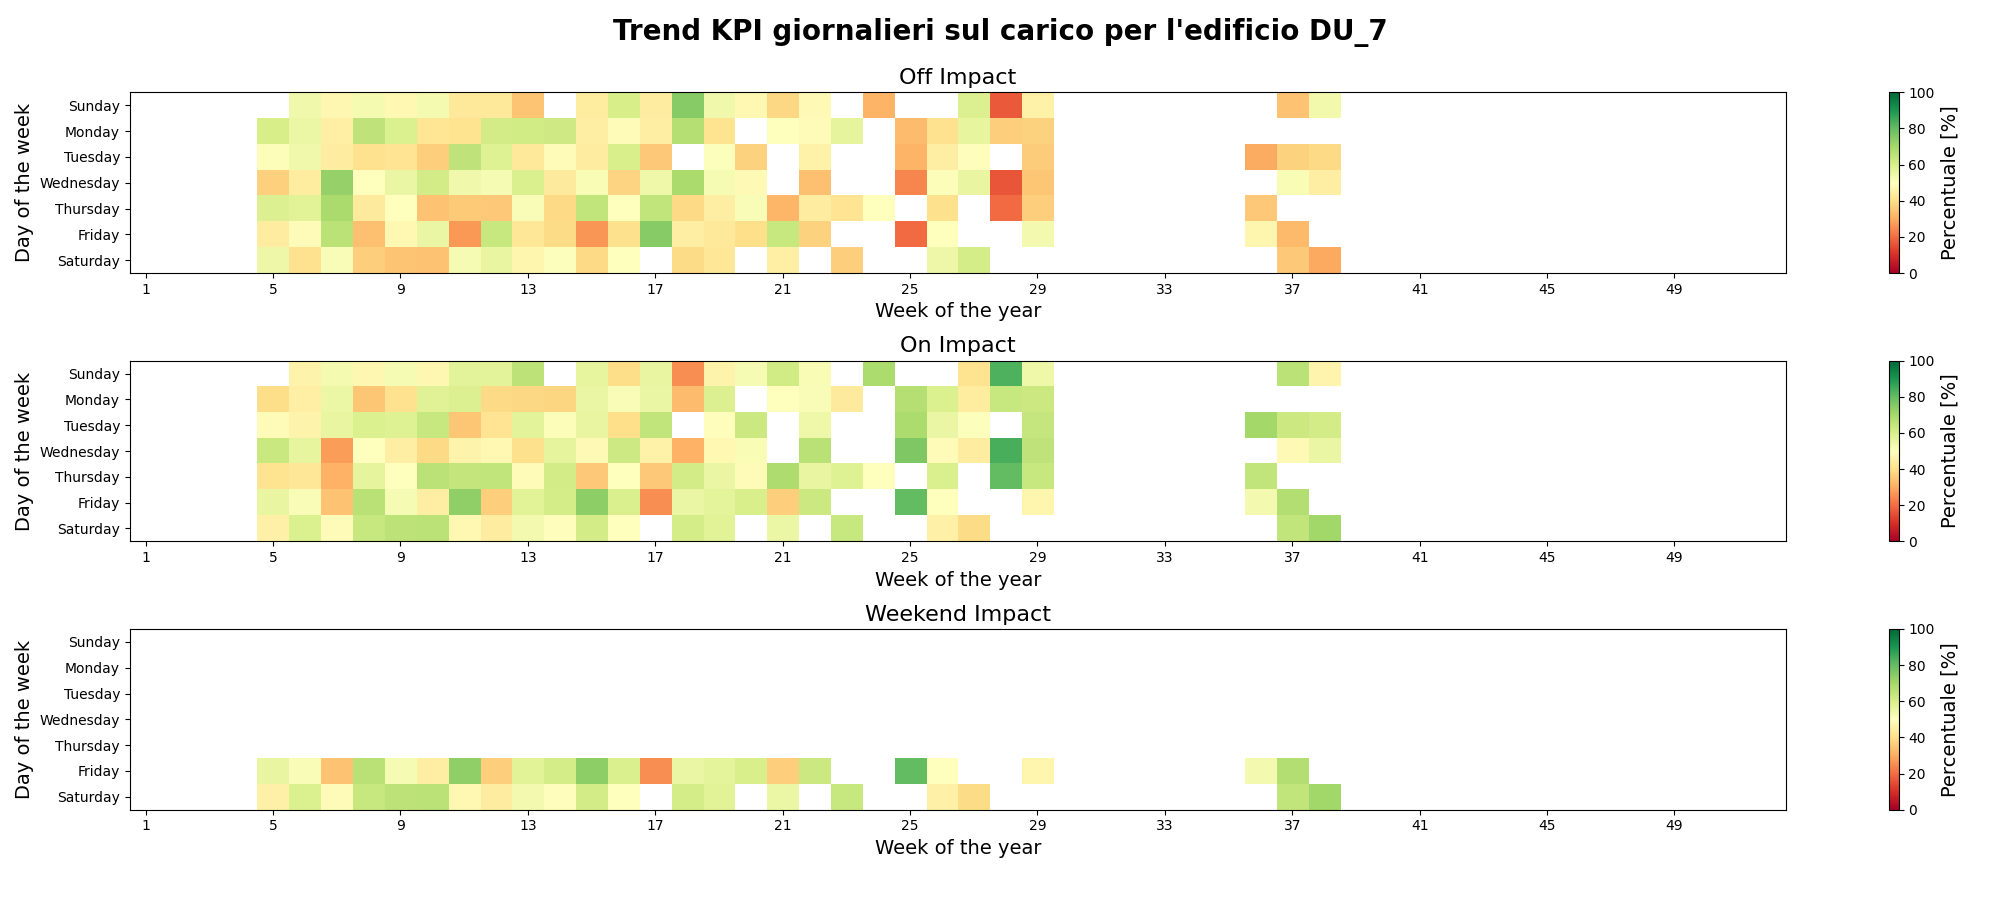 Trend KPI giornalieri sul carico per l'edificio DU_7
Off Impact
Day of the week
Sunday
Monday
Tuesday
Wednesday
Thursday
Friday
Saturday
1 5 9 13 17 21 25 29 33 37 41 45 49
Week of the year
100
80
60
40
20
0
Percentuale [%]
On Impact
Day of the week
Sunday
Monday
Tuesday
Wednesday
Thursday
Friday
Saturday
1 5 9 13 17 21 25 29 33 37 41 45 49
Week of the year
100
80
60
40
20
0
Percentuale [%]
Weekend Impact
Day of the week
Sunday
Monday
Tuesday
Wednesday
Thursday
Friday
Saturday
1 5 9 13 17 21 25 29 33 37 41 45 49
Week of the year
100
80
60
40
20
0
Percentuale [%]